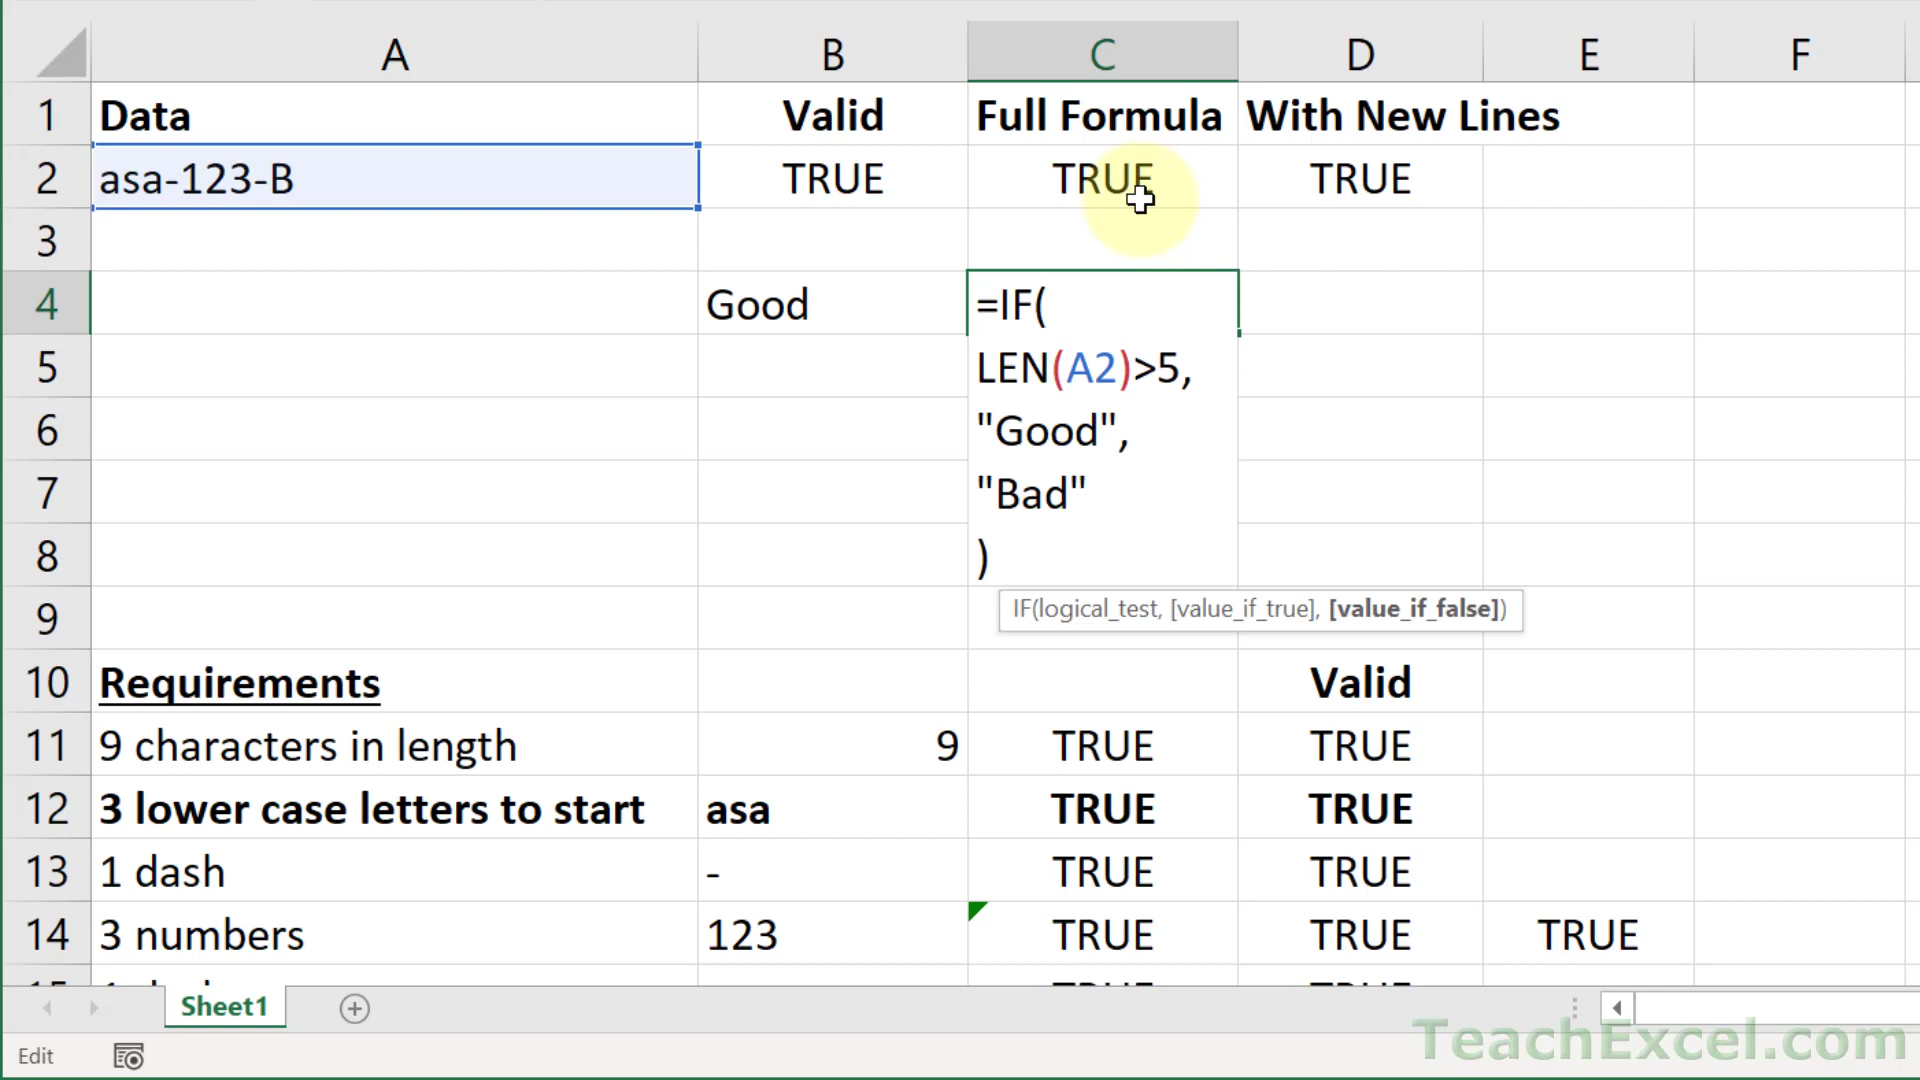 A B C D E F
1 Data Valid Full Formula With New Lines
2 asa-123-B TRUE TRUE TRUE
3
4 Good =IF(
5 LEN(A2)>5,
6 "Good",
7 "Bad"
8 )
9 IF(logical_test, [value_if_true], [value_if_false])
10 Requirements Valid
11 9 characters in length 9 TRUE TRUE
12 3 lower case letters to start asa TRUE TRUE
13 1 dash - TRUE TRUE
14 3 numbers 123 TRUE TRUE TRUE
Sheet1
Edit
TeachExcel.com